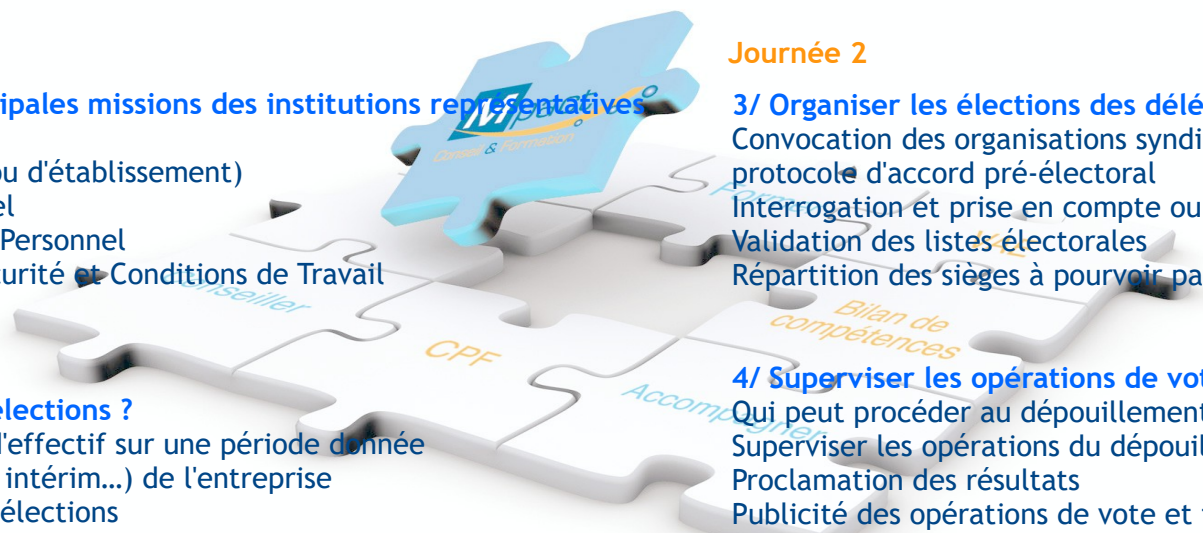 ipales missions des institutions représentatives
ou d'établissement)
el
Personnel
curité et Conditions de Travail
élections ?
d'effectif sur une période donnée
intérim…) de l'entreprise
élections
Journée 2
3/ Organiser les élections des délé
Convocation des organisations syndi
protocole d'accord pré-électoral
Interrogation et prise en compte ou
Validation des listes électorales
Répartition des sièges à pourvoir pa
4/ Superviser les opérations de vot
Qui peut procéder au dépouillement
Superviser les opérations du dépouil
Proclamation des résultats
Publicité des opérations de vote et
Conseil & Formation
Conseiller
CPF
Accompagner
Bilan de
compétences
VAE